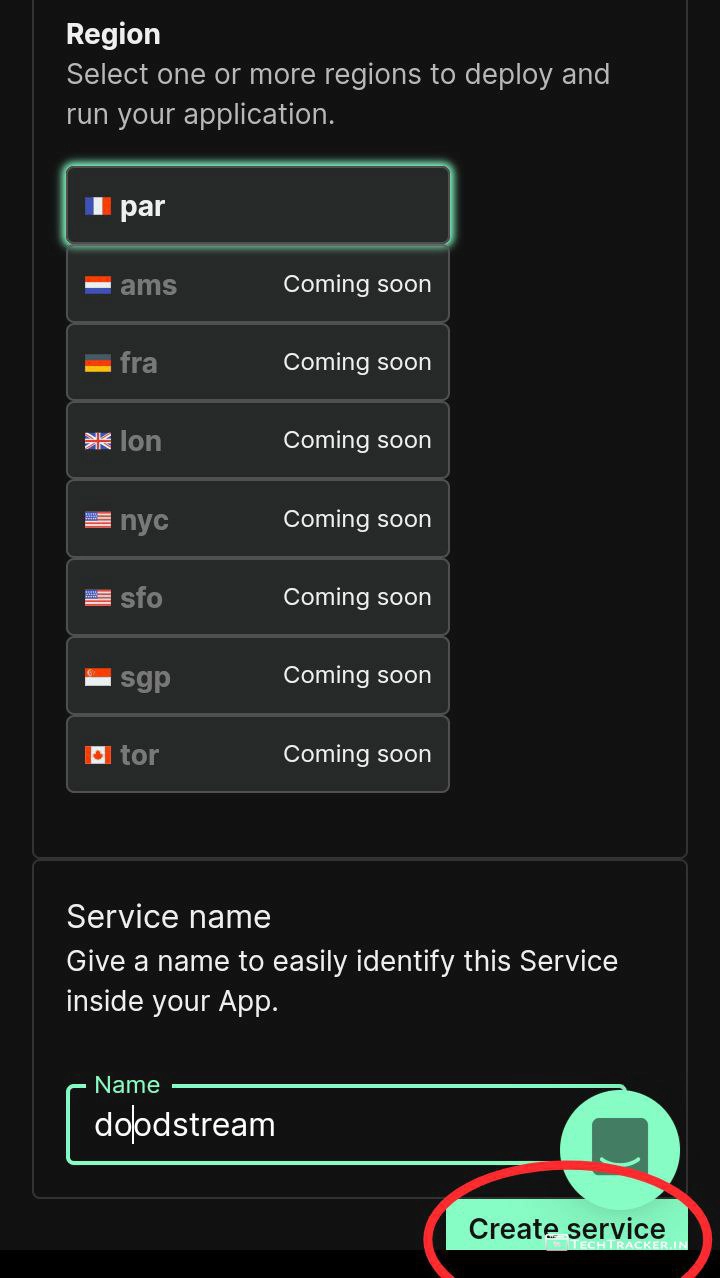 Region
Select one or more regions to deploy and
run your application.
par
ams Coming soon
fra Coming soon
lon Coming soon
nyc Coming soon
sfo Coming soon
sgp Coming soon
tor Coming soon
Service name
Give a name to easily identify this Service
inside your App.
Name
doodstream
Create service
TECHTRACKER.IN